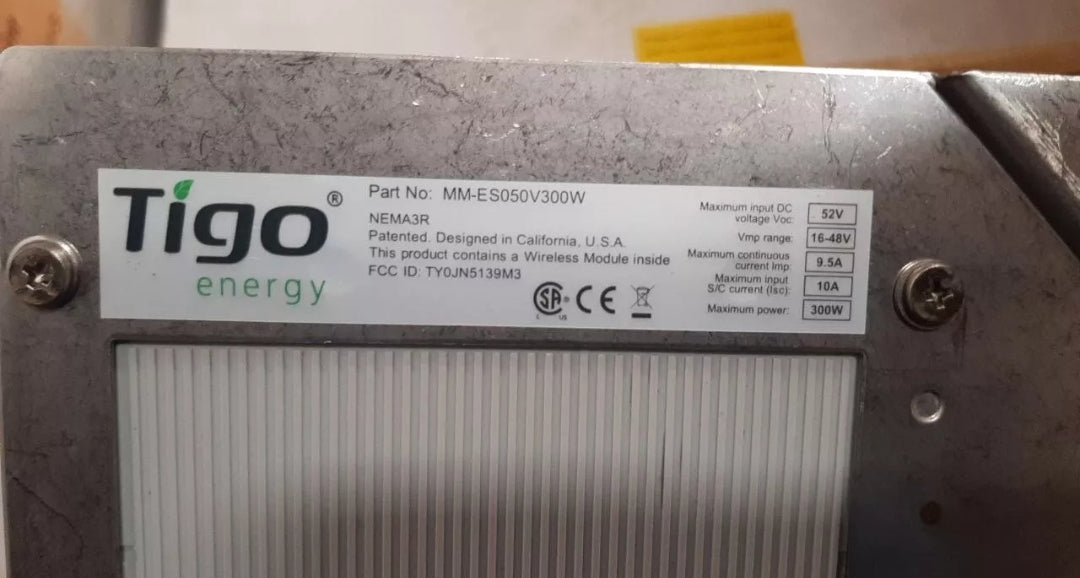 Tigo®
energy
Part No: MM-ES050V300W
NEMA3R
Patented. Designed in California, U.S.A.
This product contains a Wireless Module inside
FCC ID: TY0JN5139M3
SA®
C US
CE
Maximum input DC
voltage Voc: 52V
Vmp range: 16-48V
Maximum continuous
current Imp: 9.5A
Maximum input
S/C current (Isc): 10A
Maximum power: 300W